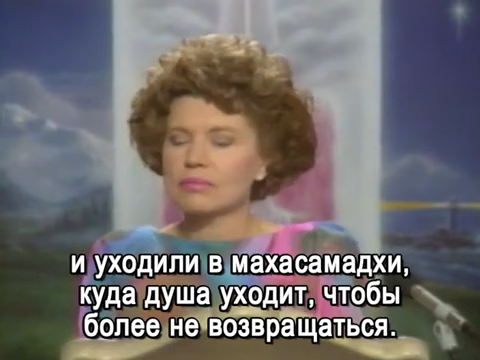 и уходили в махасамадхи,
куда душа уходит, чтобы
более не возвращаться.